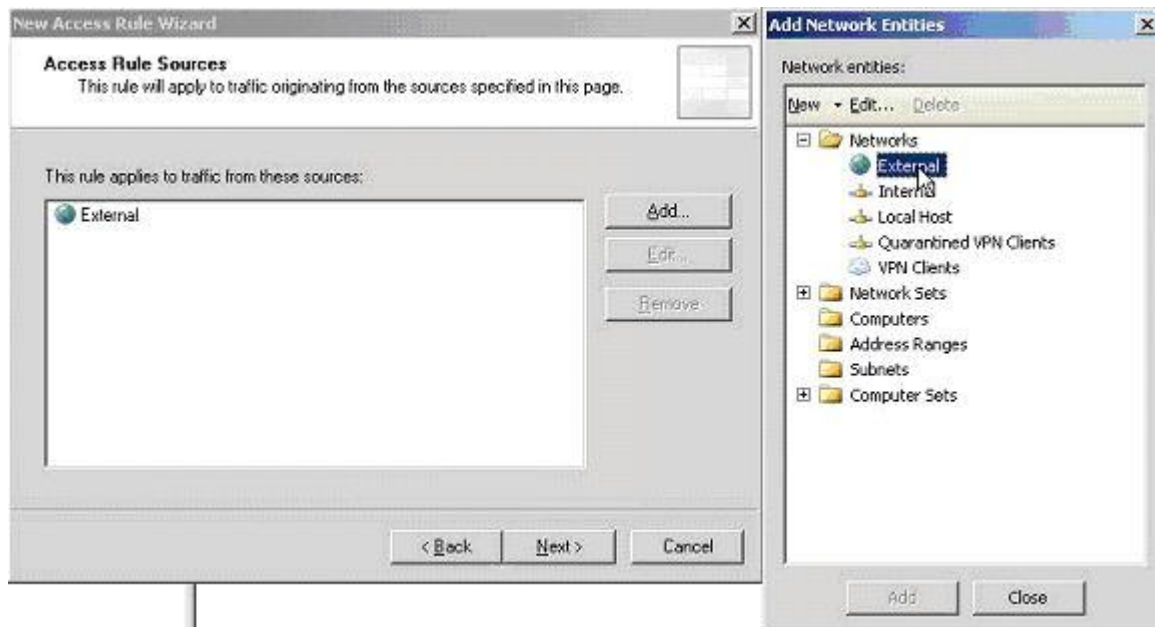 New Access Rule Wizard
Access Rule Sources
This rule will apply to traffic originating from the sources specified in this page.
This rule applies to traffic from these sources:
External
Add...
Edit...
Remove
< Back
Next >
Cancel
Add Network Entities
Network entities:
New Edit... Delete
Networks
External
Internal
Local Host
Quarantined VPN Clients
VPN Clients
Network Sets
Computers
Address Ranges
Subnets
Computer Sets
Add
Close